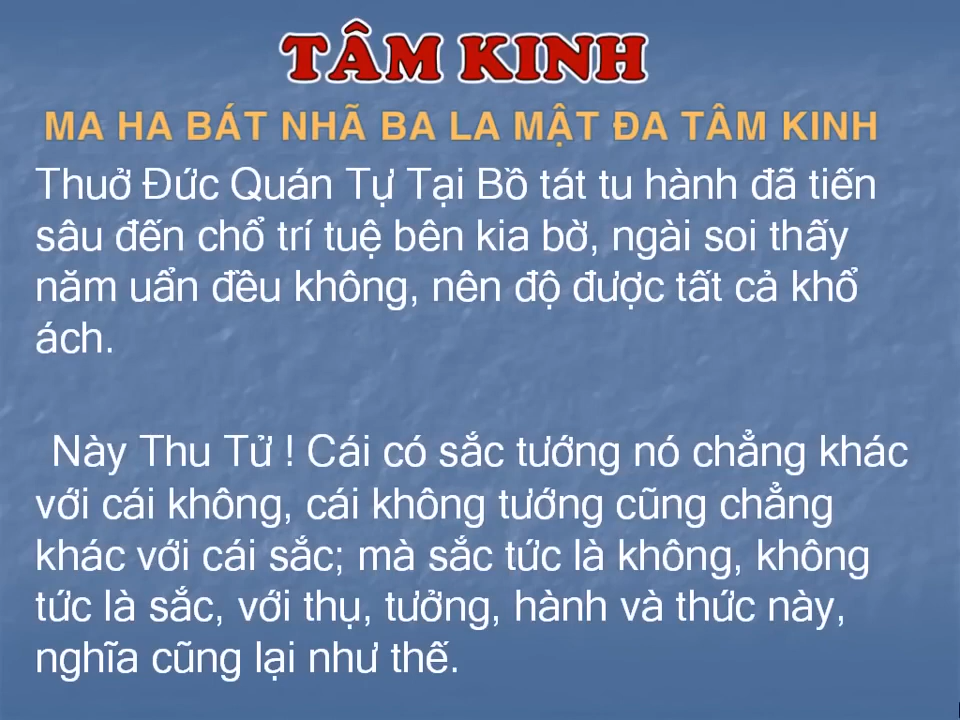 TÂM KINH
MA HA BÁT NHÃ BA LA MẬT ĐA TÂM KINH
Thuở Đức Quán Tự Tại Bồ tát tu hành đã tiến
sâu đến chổ trí tuệ bên kia bờ, ngài soi thấy
năm uẩn đều không, nên độ được tất cả khổ
ách.
Này Thu Tử ! Cái có sắc tướng nó chẳng khác
với cái không, cái không tướng cũng chẳng
khác với cái sắc; mà sắc tức là không, không
tức là sắc, với thụ, tưởng, hành và thức này,
nghĩa cũng lại như thế.